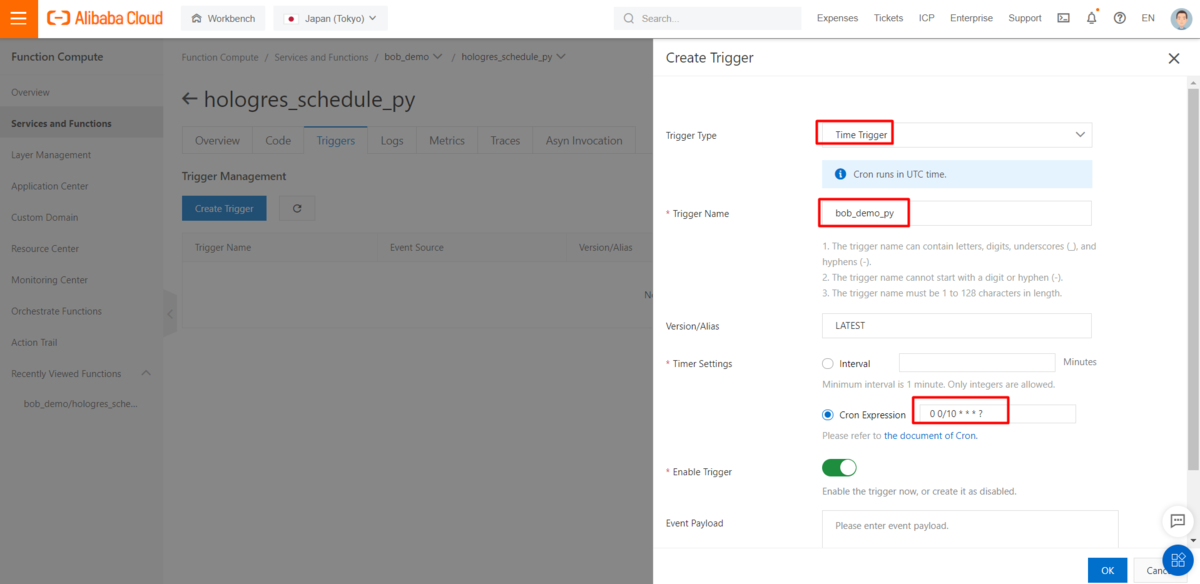 Alibaba Cloud
Workbench
Japan (Tokyo)
Search...
Expenses
Tickets
ICP
Enterprise
Support
EN
Function Compute
Overview
Services and Functions
Layer Management
Application Center
Custom Domain
Resource Center
Monitoring Center
Orchestrate Functions
Action Trail
Recently Viewed Functions
bob_demo/hologres_sche...
Function Compute / Services and Functions / bob_demo / hologres_schedule_py
hologres_schedule_py
Overview
Code
Triggers
Logs
Metrics
Traces
Asyn Invocation
Trigger Management
Create Trigger
Trigger Name
Event Source
Version/Alias
Create Trigger
Trigger Type
Time Trigger
Cron runs in UTC time.
* Trigger Name
bob_demo_py
1. The trigger name can contain letters, digits, underscores (_), and
hyphens (-).
2. The trigger name cannot start with a digit or hyphen (-).
3. The trigger name must be 1 to 128 characters in length.
Version/Alias
LATEST
* Timer Settings
Interval
Minutes
Minimum interval is 1 minute. Only integers are allowed.
Cron Expression
0 0/10 * * * ?
Please refer to the document of Cron.
* Enable Trigger
Enable the trigger now, or create it as disabled.
Event Payload
Please enter event payload.
OK